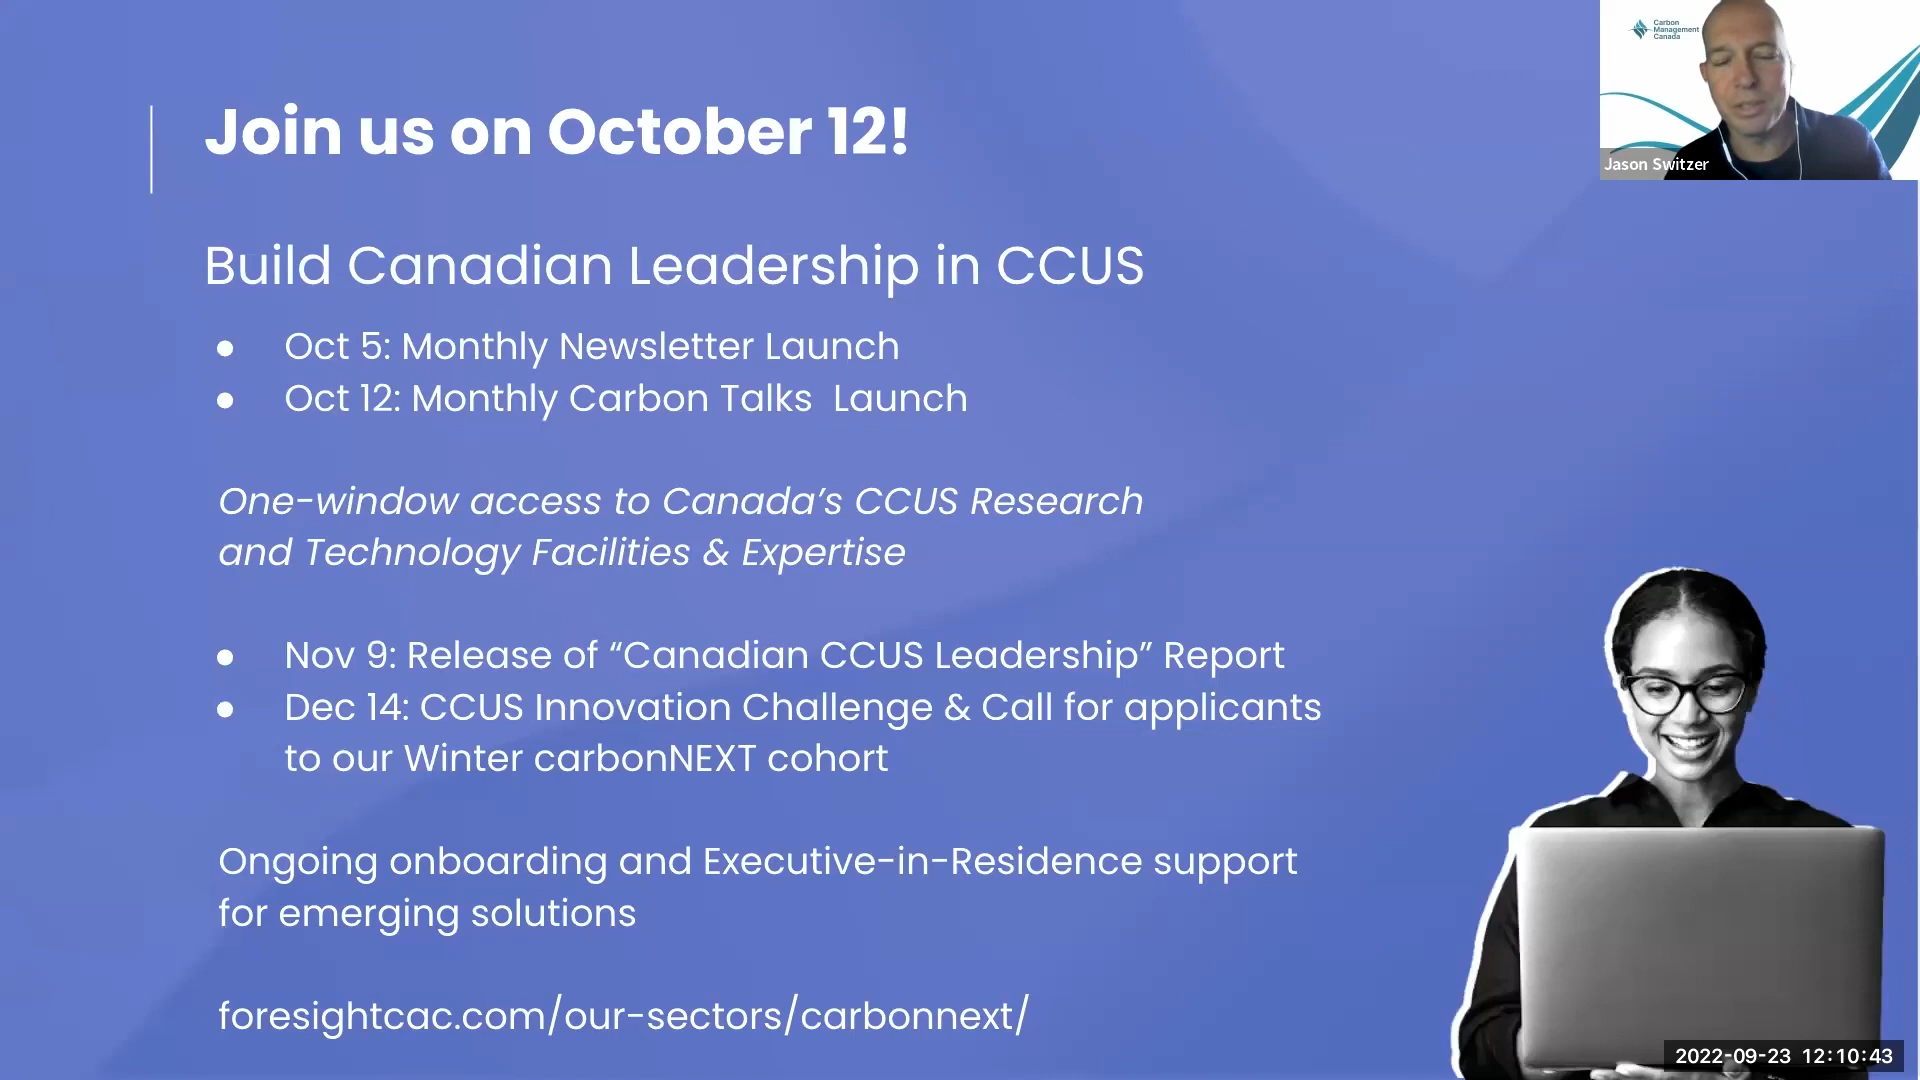 Join us on October 12!
Build Canadian Leadership in CCUS
● Oct 5: Monthly Newsletter Launch
● Oct 12: Monthly Carbon Talks  Launch
One-window access to Canada’s CCUS Research
and Technology Facilities & Expertise
● Nov 9: Release of “Canadian CCUS Leadership” Report
● Dec 14: CCUS Innovation Challenge & Call for applicants
to our Winter carbonNEXT cohort
Ongoing onboarding and Executive-in-Residence support
for emerging solutions
foresightcac.com/our-sectors/carbonnext/
Carbon
Management
Canada
Jason Switzer
2022-09-23 12:10:43